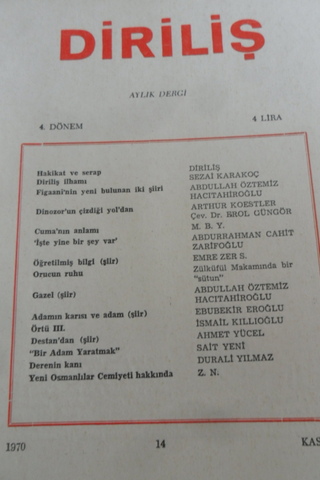 DİRİLİŞ
AYLIK DERGİ
4. DÖNEM 4 LİRA
Hakikat ve serap DİRİLİŞ
Diriliş ilhamı SEZAİ KARAKOÇ
Figanî'nin yeni bulunan iki şiiri ABDULLAH ÖZTEMİZ
HACITAHİROĞLU
Dinozor'un çizdiği yol'dan ARTHUR KOESTLER
Çev. Dr. EROL GÜNGÖR
Cuma'nın anlamı M. B. Y.
'İşte yine bir şey var' ABDURRAHMAN CAHİT
ZARİFOĞLU
Öğretilmiş bilgi (şiir) EMRE ZER S.
Orucun ruhu Zülküfül Makamında bir
"sütun"
Gazel (şiir) ABDULLAH ÖZTEMİZ
HACITAHİROĞLU
Adamın karısı ve adam (şiir) EBUBEKİR EROĞLU
Örtü III. İSMAİL KILLIOĞLU
Destan'dan (şiir) AHMET YÜCEL
"Bir Adam Yaratmak" SAİT YENİ
Derenin kanı DURALİ YILMAZ
Yeni Osmanlılar Cemiyeti hakkında Z. N.
1970 14 KAS